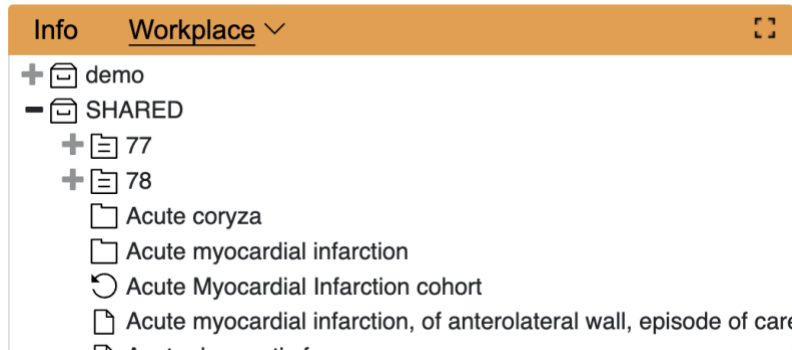 Info Workplace
demo
SHARED
77
78
Acute coryza
Acute myocardial infarction
Acute Myocardial Infarction cohort
Acute myocardial infarction, of anterolateral wall, episode of care